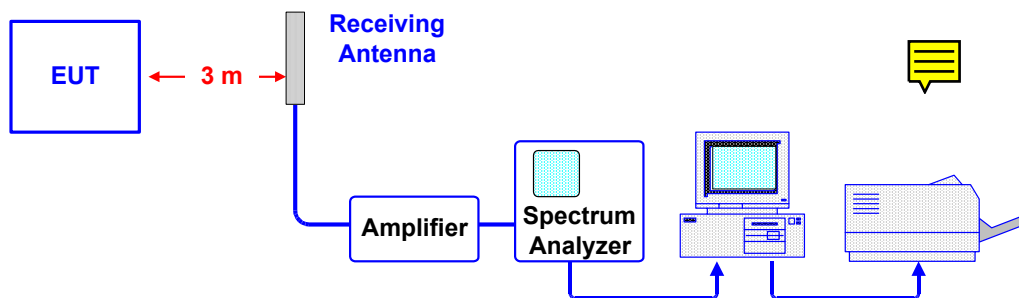 EUT
3 m
Receiving
Antenna
Amplifier
Spectrum
Analyzer